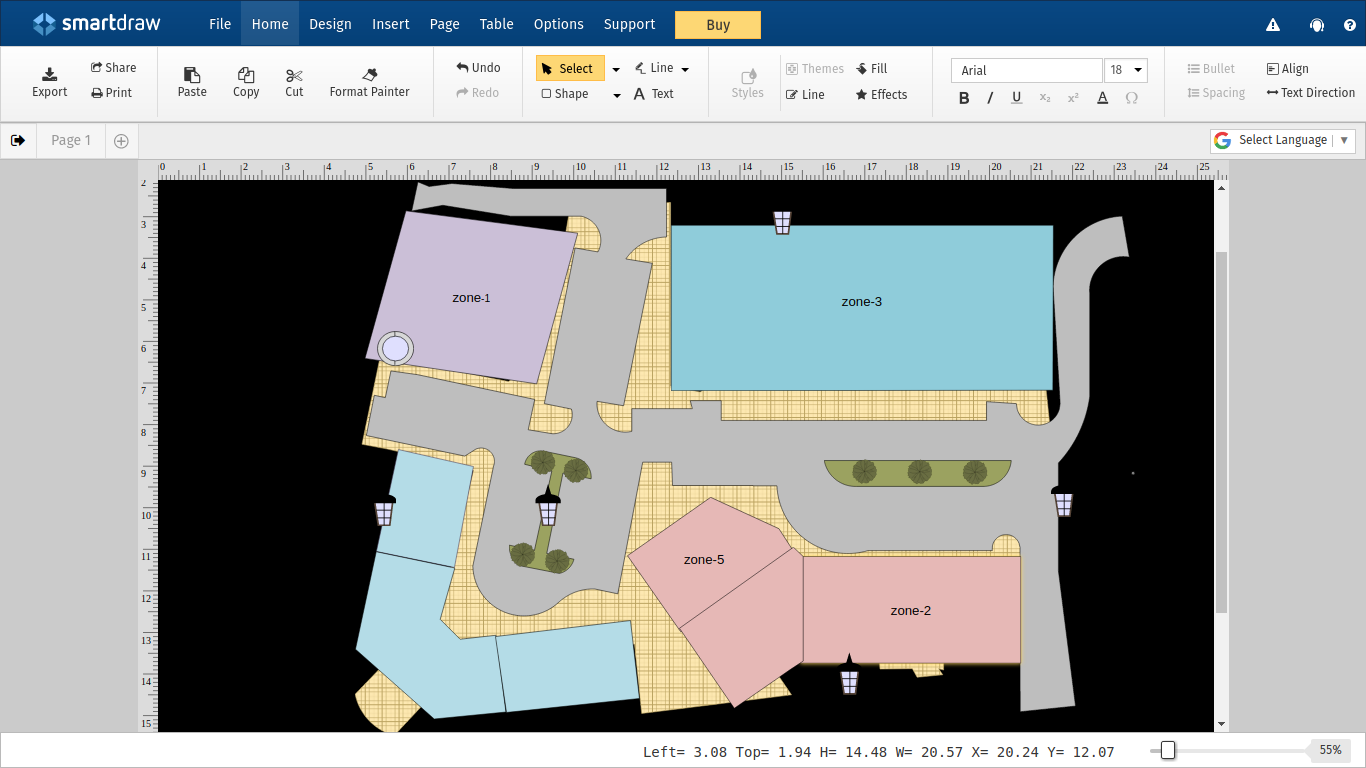 smartdraw File Home Design Insert Page Table Options Support Buy
Export Share Print Paste Copy Cut Format Painter Undo Redo Select Line Shape Text Styles Themes Fill Line Effects Arial 18 Bullet Align Spacing Text Direction
B I U x₂ x² A Ω
Page 1 Select Language
0 1 2 3 4 5 6 7 8 9 10 11 12 13 14 15 16 17 18 19 20 21 22 23 24 25
2
3
4
zone-1
zone-3
5
6
7
8
9
10
11
zone-5
12
zone-2
13
14
15
Left= 3.08 Top= 1.94 H= 14.48 W= 20.57 X= 20.24 Y= 12.07 55%